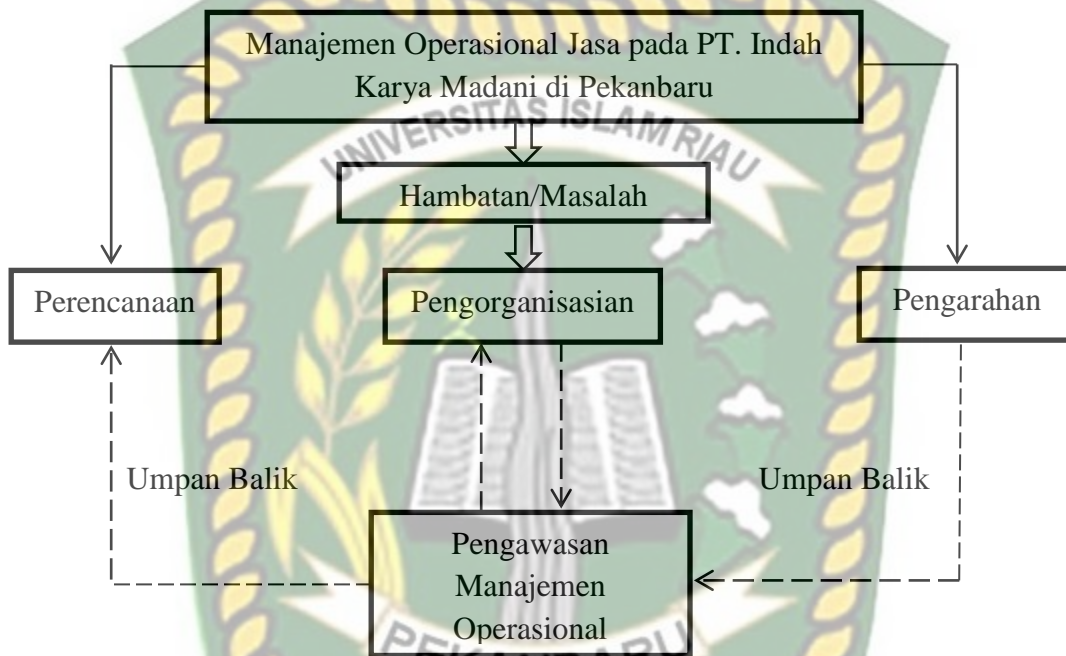 Manajemen Operasional Jasa pada PT. Indah
Karya Madani di Pekanbaru
UNIVERSITAS ISLAM RIAU
Hambatan/Masalah
Perencanaan
Pengorganisasian
Pengarahan
Umpan Balik
Umpan Balik
Pengawasan
Manajemen
Operasional
PEKANBARU